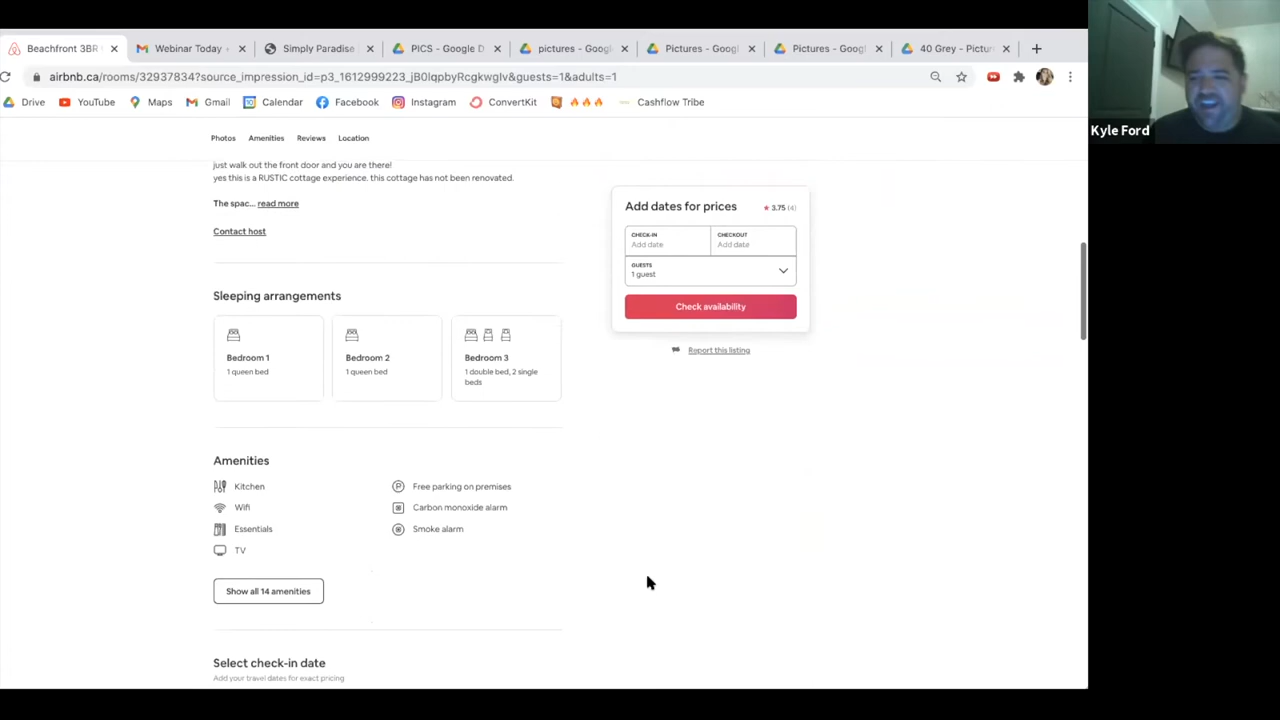 Beachfront 3BR
Webinar Today
Simply Paradise
PICS - Google D
pictures - Goog
Pictures - Goog
Pictures - Googl
40 Grey - Pictur
airbnb.ca/rooms/32937834?source_impression_id=p3_1612999223_jB0lqpbyRcgkwglv&guests=1&adults=1
Drive
YouTube
Maps
Gmail
Calendar
Facebook
Instagram
ConvertKit
Cashflow Tribe
Kyle Ford
Photos
Amenities
Reviews
Location
just walk out the front door and you are there!
yes this is a RUSTIC cottage experience. this cottage has not been renovated.
The spac... read more
Contact host
Add dates for prices
3.75 (4)
CHECK-IN
Add date
CHECKOUT
Add date
GUESTS
1 guest
Check availability
Report this listing
Sleeping arrangements
Bedroom 1
1 queen bed
Bedroom 2
1 queen bed
Bedroom 3
1 double bed, 2 single
beds
Amenities
Kitchen
Free parking on premises
Wifi
Carbon monoxide alarm
Essentials
Smoke alarm
TV
Show all 14 amenities
Select check-in date
Add your travel dates for exact pricing